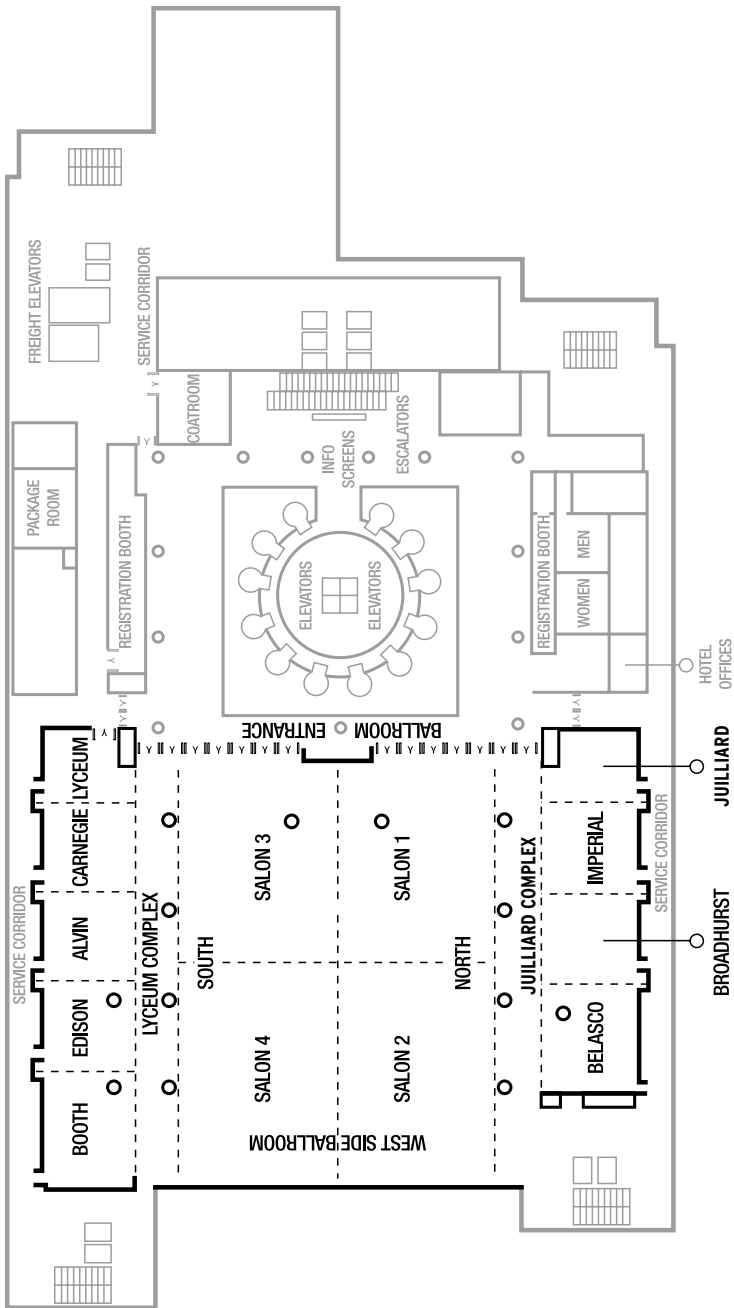 FREIGHT ELEVATORS
SERVICE CORRIDOR
COATROOM
INFO
SCREENS
ESCALATORS
PACKAGE
ROOM
REGISTRATION BOOTH
ELEVATORS
ELEVATORS
REGISTRATION BOOTH
MEN
WOMEN
HOTEL
OFFICES
BALLROOM
ENTRANCE
LYCEUM
CARNEGIE
ALVIN
EDISON
BOOTH
SERVICE CORRIDOR
LYCEUM COMPLEX
SOUTH
SALON 3
SALON 4
SALON 1
SALON 2
NORTH
WEST SIDE BALLROOM
JUILLIARD COMPLEX
IMPERIAL
BELASCO
SERVICE CORRIDOR
JUILLIARD
BROADHURST